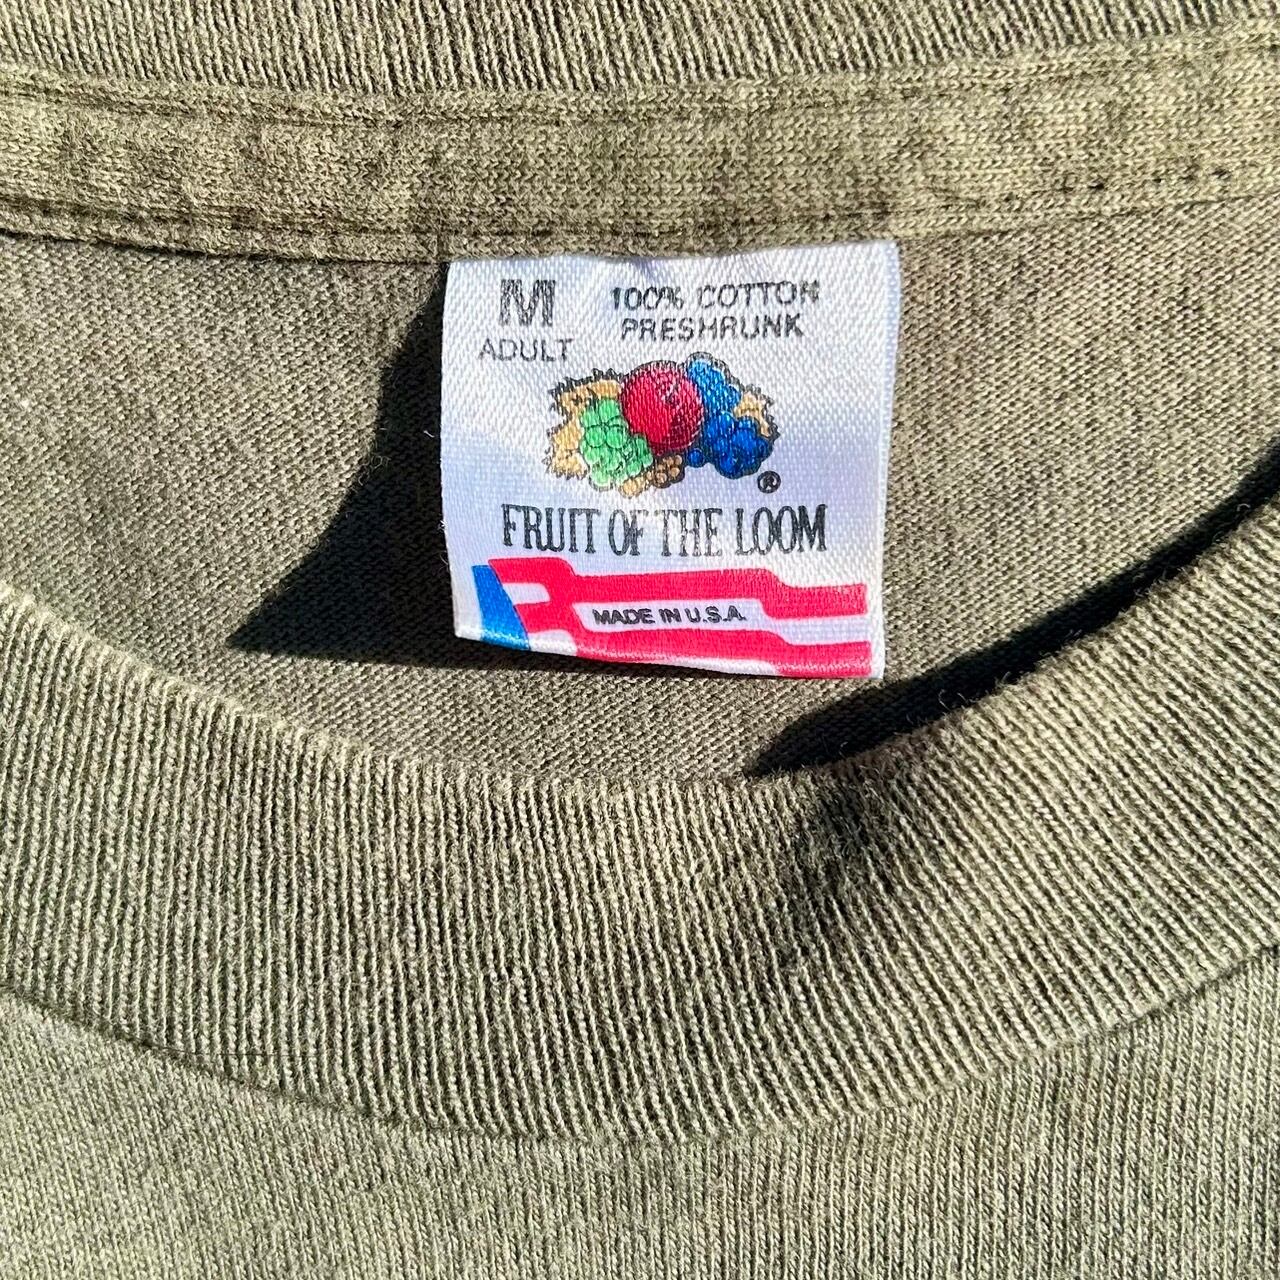 M 100% COTTON
ADULT PRESHRUNK
®
FRUIT OF THE LOOM
MADE IN U.S.A.